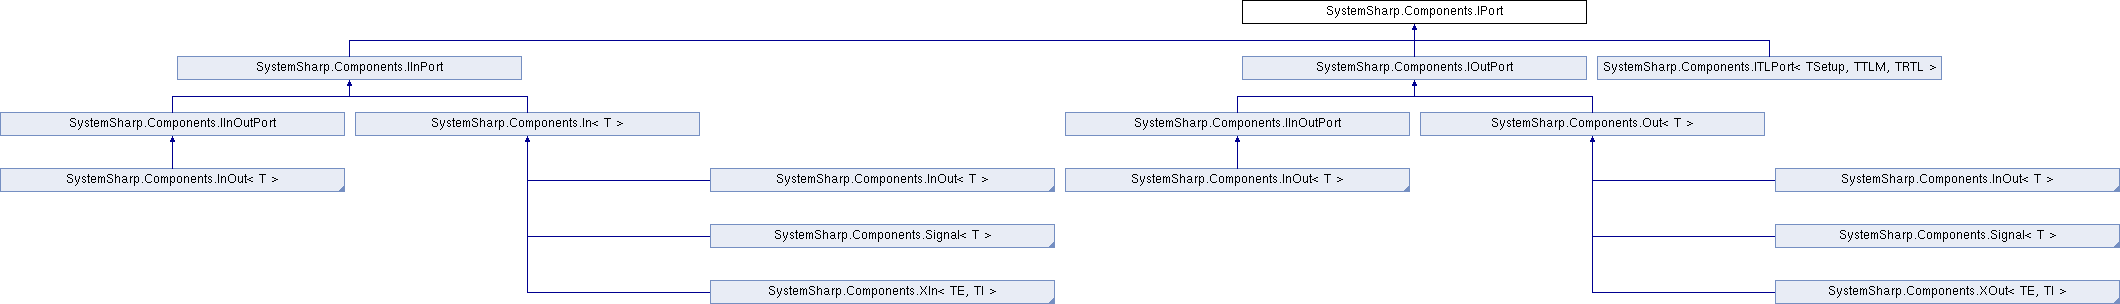 SystemSharp.Components.IPort
SystemSharp.Components.IInPort
SystemSharp.Components.IOutPort
SystemSharp.Components.ITLPort< TSetup, TTLM, TRTL >
SystemSharp.Components.IInOutPort
SystemSharp.Components.In< T >
SystemSharp.Components.IInOutPort
SystemSharp.Components.Out< T >
SystemSharp.Components.InOut< T >
SystemSharp.Components.InOut< T >
SystemSharp.Components.InOut< T >
SystemSharp.Components.InOut< T >
SystemSharp.Components.Signal< T >
SystemSharp.Components.Signal< T >
SystemSharp.Components.XIn< TE, TI >
SystemSharp.Components.XOut< TE, TI >